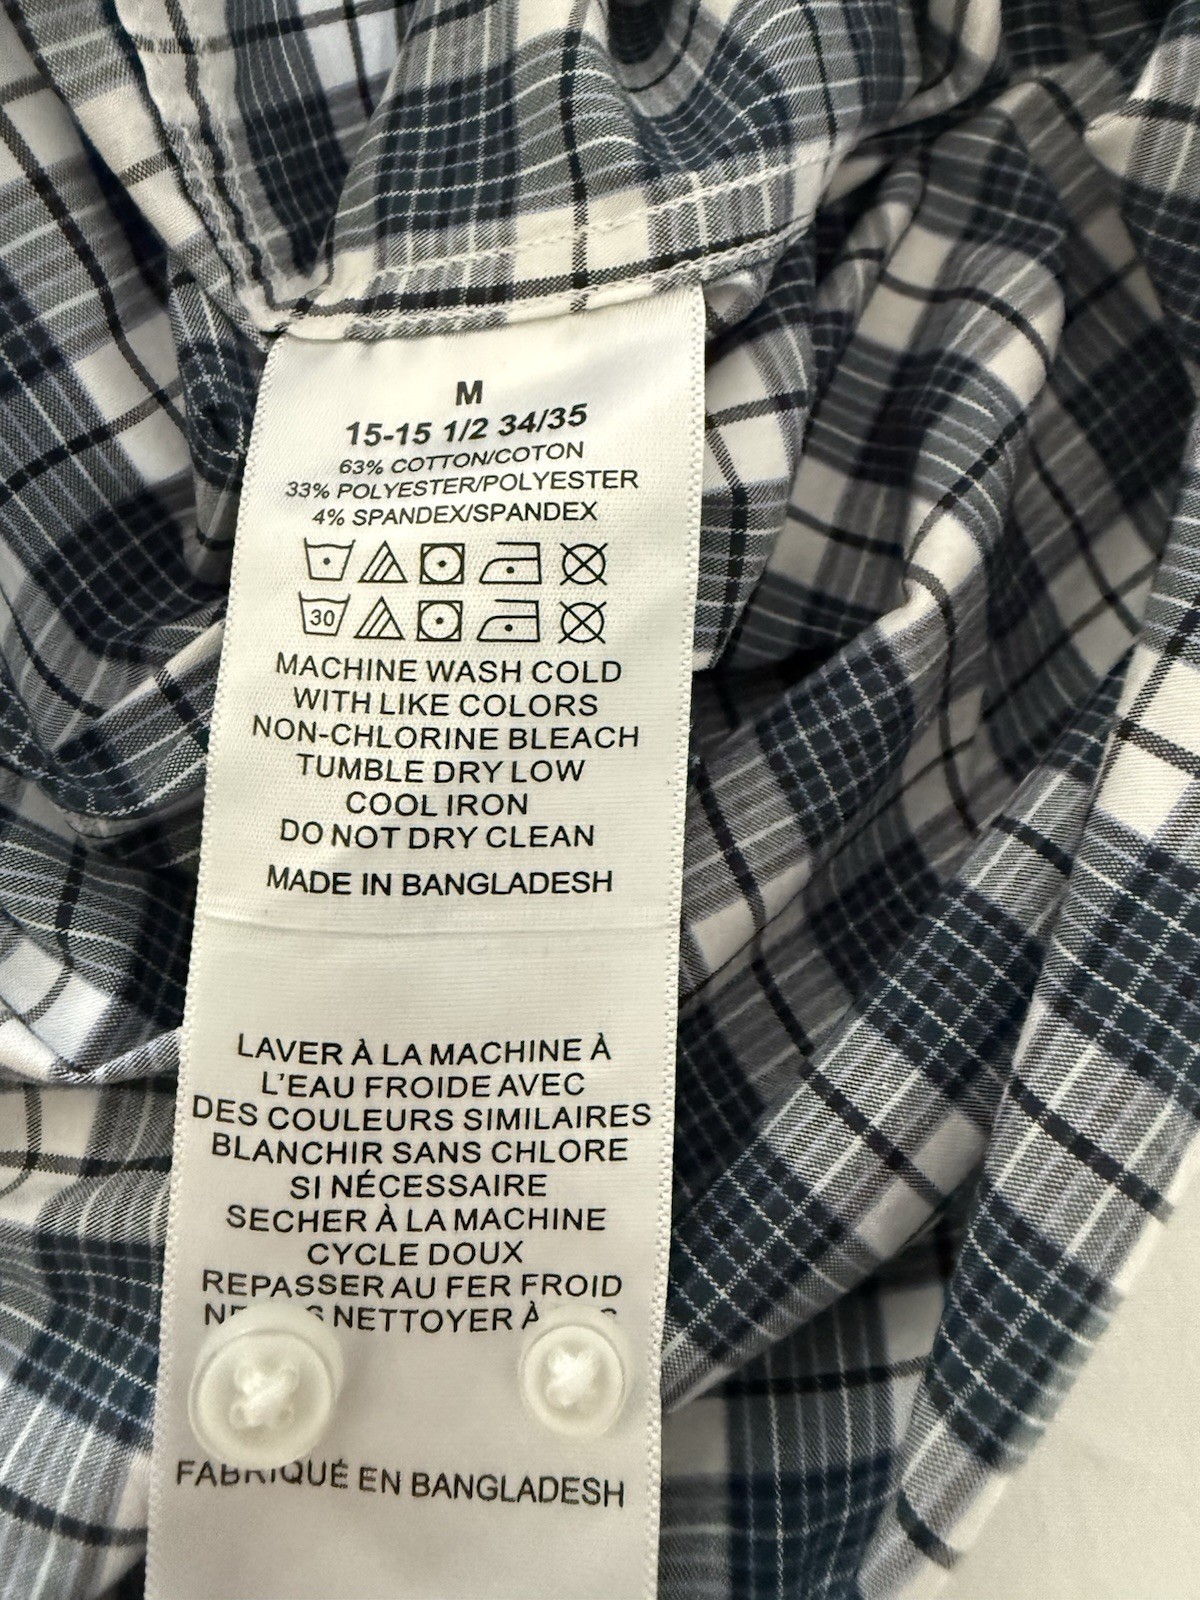 M
15-15 1/2 34/35
63% COTTON/COTON
33% POLYESTER/POLYESTER
4% SPANDEX/SPANDEX
30
MACHINE WASH COLD
WITH LIKE COLORS
NON-CHLORINE BLEACH
TUMBLE DRY LOW
COOL IRON
DO NOT DRY CLEAN
MADE IN BANGLADESH
LAVER À LA MACHINE À
L'EAU FROIDE AVEC
DES COULEURS SIMILAIRES
BLANCHIR SANS CHLORE
SI NÉCESSAIRE
SECHER À LA MACHINE
CYCLE DOUX
REPASSER AU FER FROID
NETTOYER À
FABRIQUÉ EN BANGLADESH